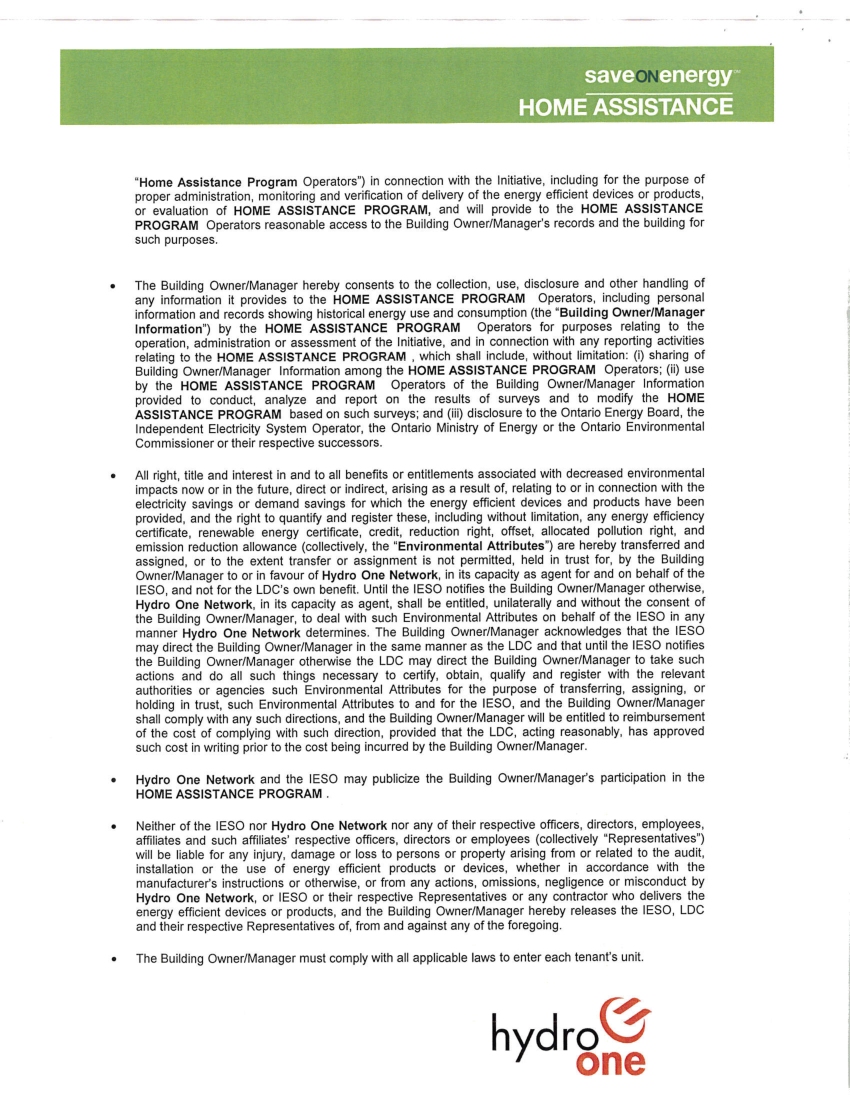 saveONenergy
HOME ASSISTANCE
"Home Assistance Program Operators") in connection with the Initiative, including for the purpose of
proper administration, monitoring and verification of delivery of the energy efficient devices or products,
or evaluation of HOME ASSISTANCE PROGRAM, and will provide to the HOME ASSISTANCE
PROGRAM Operators reasonable access to the Building Owner/Manager's records and the building for
such purposes.
• The Building Owner/Manager hereby consents to the collection, use, disclosure and other handling of
any information it provides to the HOME ASSISTANCE PROGRAM Operators, including personal
information and records showing historical energy use and consumption (the "Building Owner/Manager
Information") by the HOME ASSISTANCE PROGRAM Operators for purposes relating to the
operation, administration or assessment of the Initiative, and in connection with any reporting activities
relating to the HOME ASSISTANCE PROGRAM , which shall include, without limitation: (i) sharing of
Building Owner/Manager Information among the HOME ASSISTANCE PROGRAM Operators; (ii) use
by the HOME ASSISTANCE PROGRAM Operators of the Building Owner/Manager Information
provided to conduct, analyze and report on the results of surveys and to modify the HOME
ASSISTANCE PROGRAM based on such surveys; and (iii) disclosure to the Ontario Energy Board, the
Independent Electricity System Operator, the Ontario Ministry of Energy or the Ontario Environmental
Commissioner or their respective successors.
• All right, title and interest in and to all benefits or entitlements associated with decreased environmental
impacts now or in the future, direct or indirect, arising as a result of, relating to or in connection with the
electricity savings or demand savings for which the energy efficient devices and products have been
provided, and the right to quantify and register these, including without limitation, any energy efficiency
certificate, renewable energy certificate, credit, reduction right, offset, allocated pollution right, and
emission reduction allowance (collectively, the "Environmental Attributes") are hereby transferred and
assigned, or to the extent transfer or assignment is not permitted, held in trust for, by the Building
Owner/Manager to or in favour of Hydro One Network, in its capacity as agent for and on behalf of the
IESO, and not for the LDC's own benefit. Until the IESO notifies the Building Owner/Manager otherwise,
Hydro One Network, in its capacity as agent, shall be entitled, unilaterally and without the consent of
the Building Owner/Manager, to deal with such Environmental Attributes on behalf of the IESO in any
manner Hydro One Network determines. The Building Owner/Manager acknowledges that the IESO
may direct the Building Owner/Manager in the same manner as the LDC and that until the IESO notifies
the Building Owner/Manager otherwise the LDC may direct the Building Owner/Manager to take such
actions and do all such things necessary to certify, obtain, qualify and register with the relevant
authorities or agencies such Environmental Attributes for the purpose of transferring, assigning, or
holding in trust, such Environmental Attributes to and for the IESO, and the Building Owner/Manager
shall comply with any such directions, and the Building Owner/Manager will be entitled to reimbursement
of the cost of complying with such direction, provided that the LDC, acting reasonably, has approved
such cost in writing prior to the cost being incurred by the Building Owner/Manager.
• Hydro One Network and the IESO may publicize the Building Owner/Manager's participation in the
HOME ASSISTANCE PROGRAM .
• Neither of the IESO nor Hydro One Network nor any of their respective officers, directors, employees,
affiliates and such affiliates' respective officers, directors or employees (collectively "Representatives")
will be liable for any injury, damage or loss to persons or property arising from or related to the audit,
installation or the use of energy efficient products or devices, whether in accordance with the
manufacturer's instructions or otherwise, or from any actions, omissions, negligence or misconduct by
Hydro One Network, or IESO or their respective Representatives or any contractor who delivers the
energy efficient devices or products, and the Building Owner/Manager hereby releases the IESO, LDC
and their respective Representatives of, from and against any of the foregoing.
• The Building Owner/Manager must comply with all applicable laws to enter each tenant's unit.
hydro
one